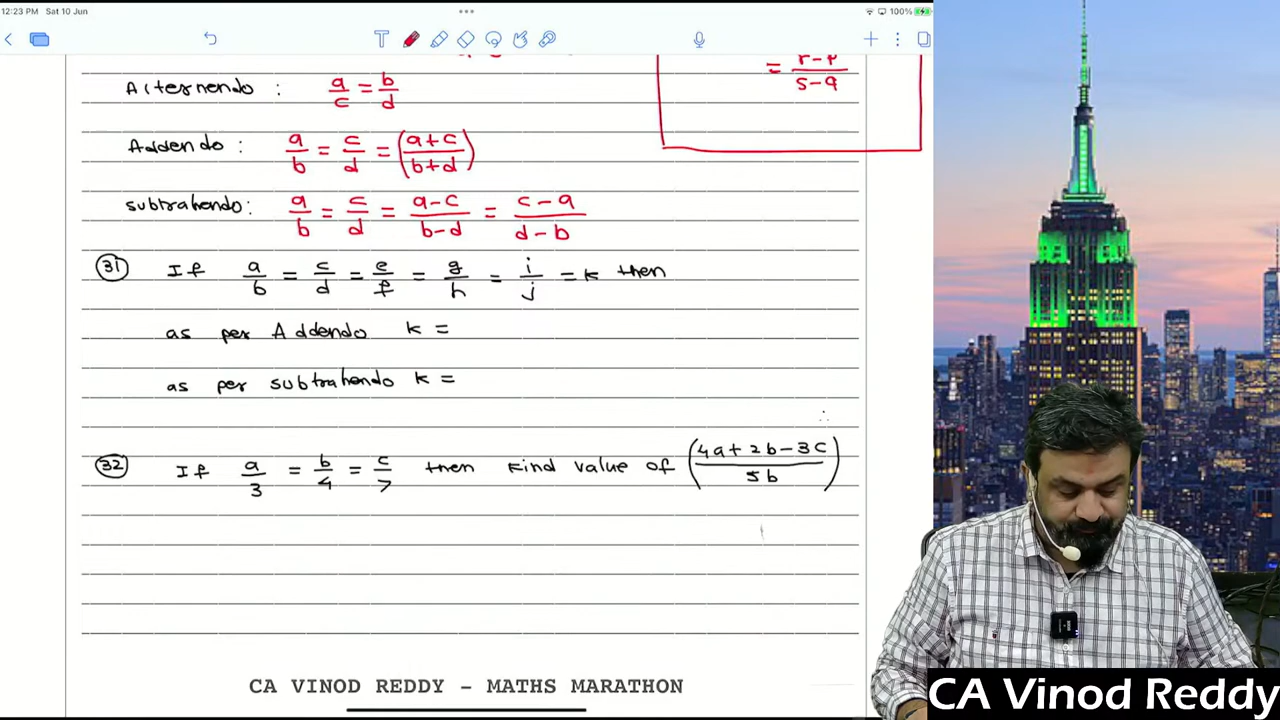 12:23 PM Sat 10 Jun
100%
= r-p / s-q
Alternendo : a/c = b/d
Addendo : a/b = c/d = (a+c / b+d)
subtrahendo: a/b = c/d = a-c / b-d = c-a / d-b
31 If a/b = c/d = e/f = g/h = i/j = k then
as per Addendo k =
as per subtrahendo k =
32 If a/3 = b/4 = c/7 then Find value of (4a+2b-3c / 5b)
CA VINOD REDDY - MATHS MARATHON
CA Vinod Reddy